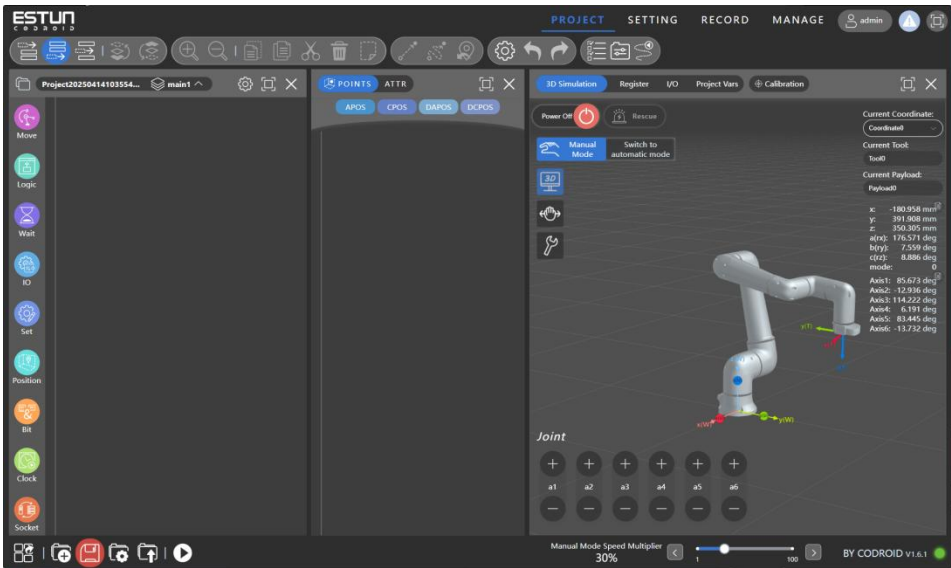 ESTUN
CODROID
PROJECT SETTING RECORD MANAGE admin
Project20250414103554... main1
POINTS ATTR
3D Simulation Register I/O Project Vars Calibration
APOS CPOS DAPOS DCPOS
Power Off Rescue
Current Coordinate:
Coordinate0
Manual Mode
Switch to automatic mode
Current Tool:
Tool0
Current Payload:
Payload0
3D
x: -180.958 mm
y: 391.908 mm
z: 350.305 mm
a(rx): 176.571 deg
b(ry): 7.559 deg
c(rz): 8.886 deg
mode: 0
Axis1: 85.673 deg
Axis2: -12.936 deg
Axis3: 114.222 deg
Axis4: 6.191 deg
Axis5: 83.445 deg
Axis6: -13.732 deg
Move
Logic
Wait
IO
Set
Position
Bit
Clock
Socket
y(T)
x(W)
y(W)
Joint
a1 a2 a3 a4 a5 a6
Manual Mode Speed Multiplier
30%
1 100
BY CODROID V1.6.1